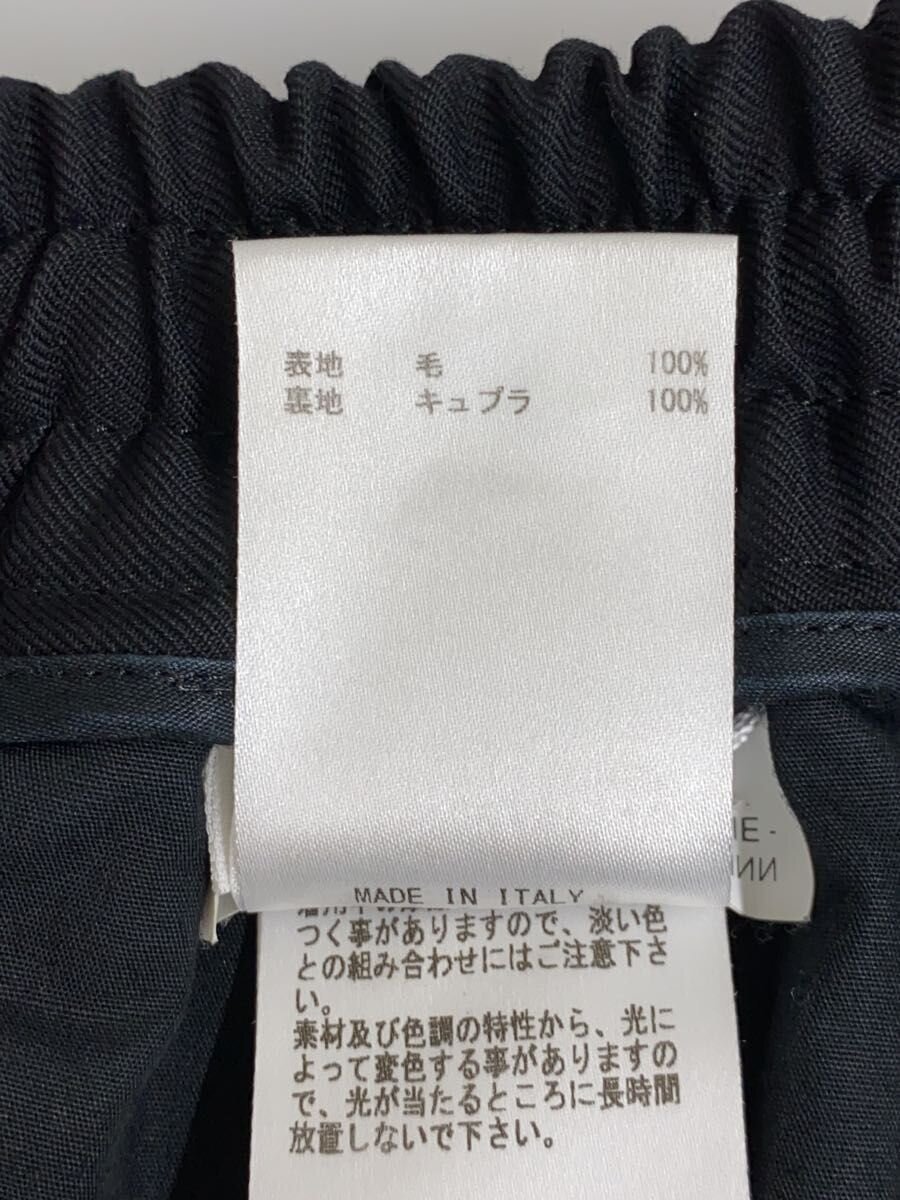 表地 毛 100%
裏地 キュプラ 100%
MADE IN ITALY
つく事がありますので、淡い色
との組み合わせにはご注意下さ
い。
素材及び色調の特性から、光に
よって変色する事がありますの
で、光が当たるところに長時間
放置しないで下さい。